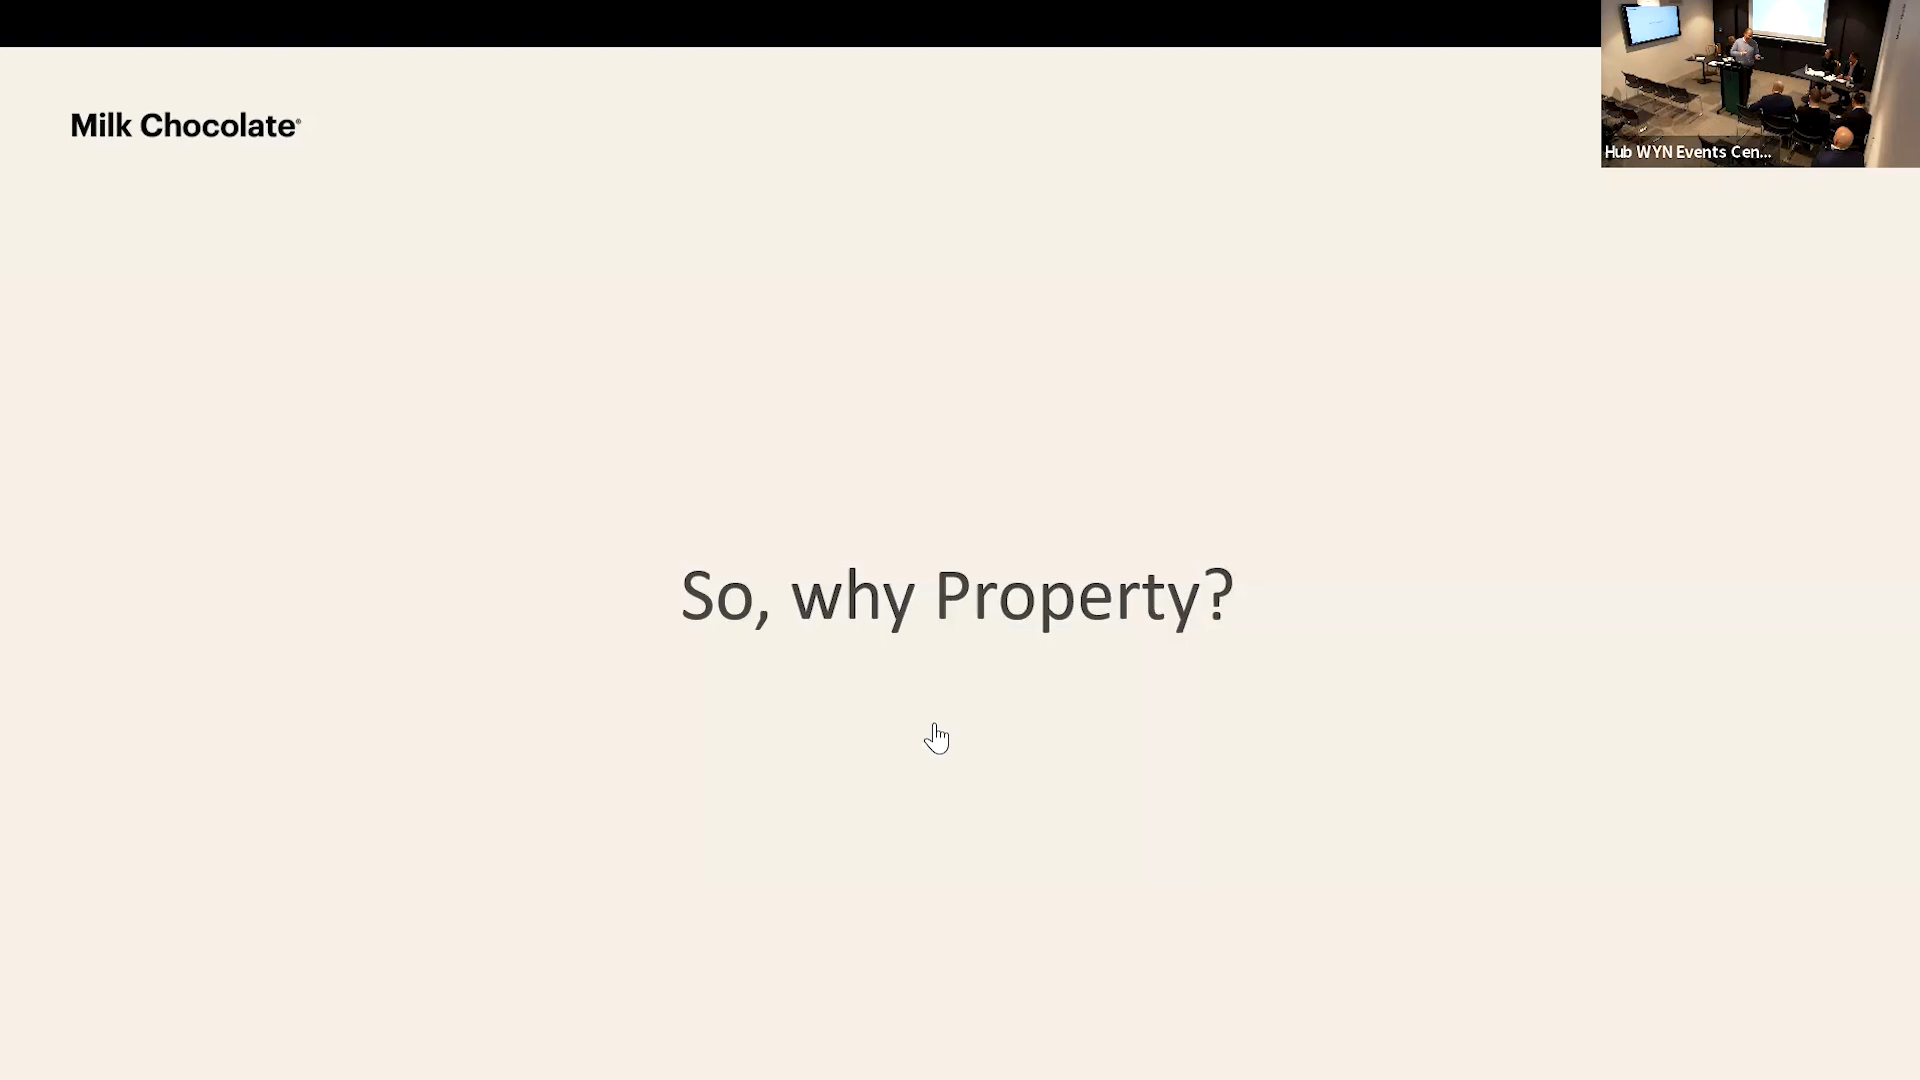 Milk Chocolate®
Hub WYN Events Cen...
So, why Property?